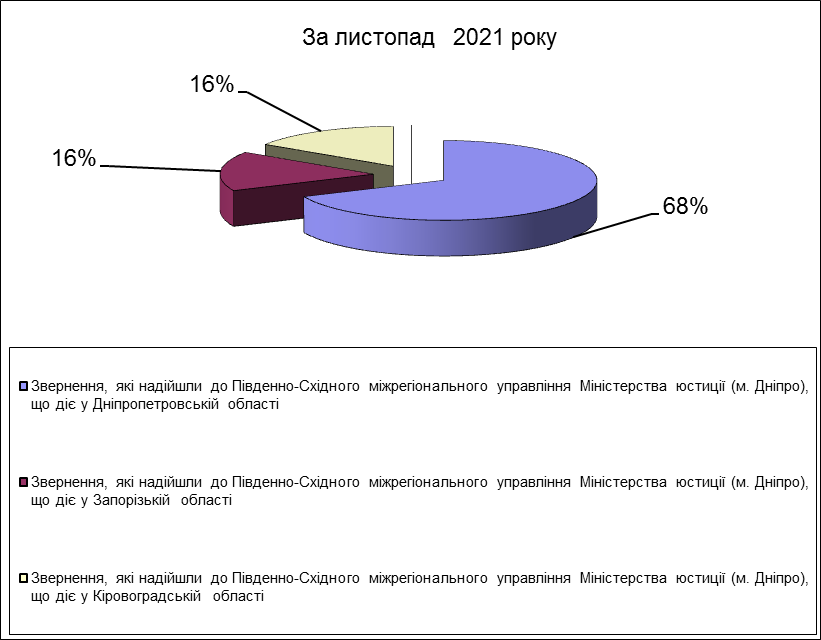 За листопад 2021 року
16%
16%
68%
Звернення, які надійшли до Південно-Східного міжрегіонального управління Міністерства юстиції (м. Дніпро),
що діє у Дніпропетровській області
Звернення, які надійшли до Південно-Східного міжрегіонального управління Міністерства юстиції (м. Дніпро),
що діє у Запорізькій області
Звернення, які надійшли до Південно-Східного міжрегіонального управління Міністерства юстиції (м. Дніпро),
що діє у Кіровоградській області